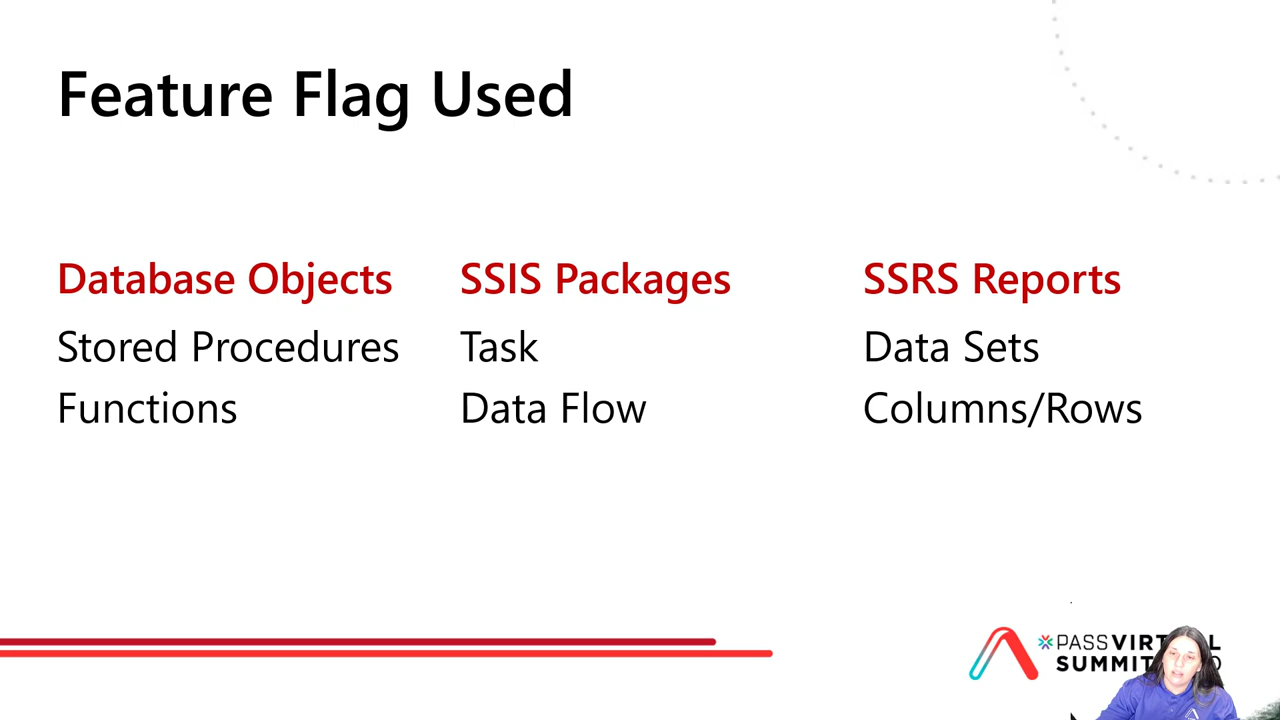 Feature Flag Used
Database Objects
Stored Procedures
Functions
SSIS Packages
Task
Data Flow
SSRS Reports
Data Sets
Columns/Rows
PASS
SUMMIT